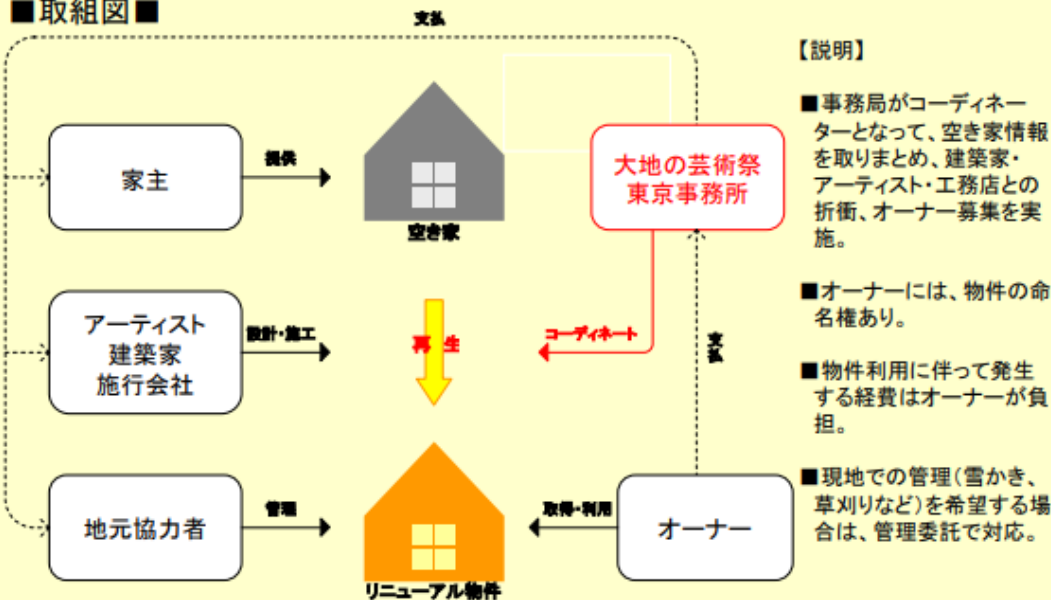 ■取組図■
支払
家主
提供
空き家
大地の芸術祭
東京事務所
アーティスト
建築家
施行会社
設計・施工
再生
コーディネート
支払
地元協力者
管理
リニューアル物件
取得・利用
オーナー
【説明】
■事務局がコーディネー
ターとなって、空き家情報
を取りまとめ、建築家・
アーティスト・工務店との
折衝、オーナー募集を実
施。
■オーナーには、物件の命
名権あり。
■物件利用に伴って発生
する経費はオーナーが負
担。
■現地での管理(雪かき、
草刈りなど)を希望する場
合は、管理委託で対応。